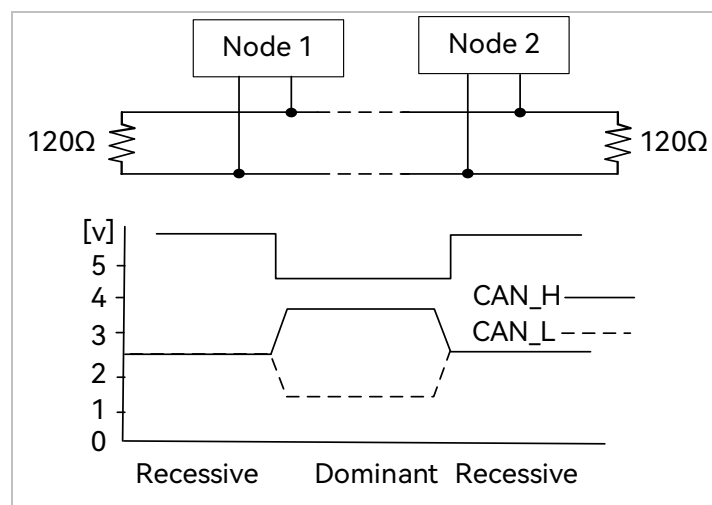 Node 1
Node 2
120Ω
120Ω
[v]
5
4
3
2
1
0
CAN_H
CAN_L
Recessive
Dominant
Recessive